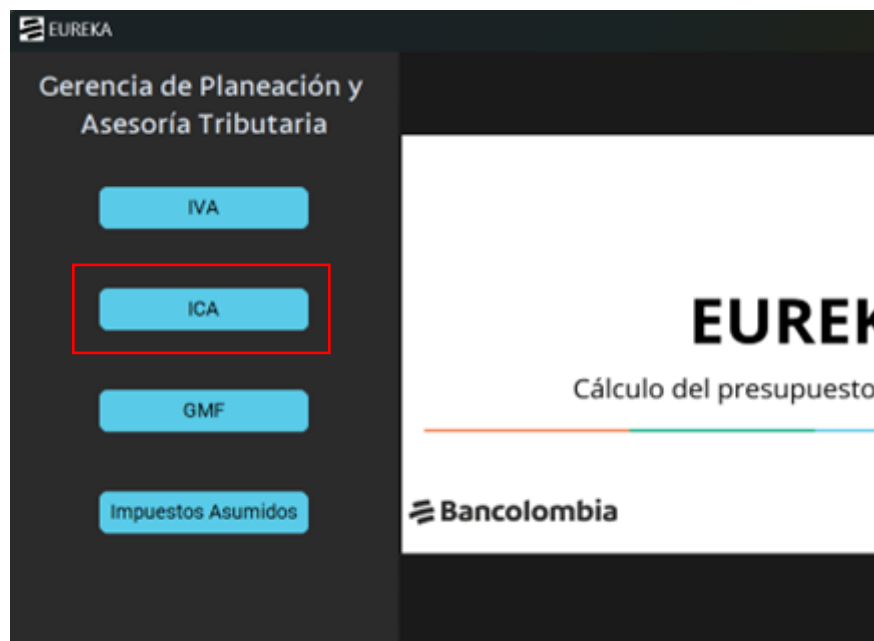 EUREKA
Gerencia de Planeación y
Asesoría Tributaria
IVA
ICA
GMF
Impuestos Asumidos
EUREK
Cálculo del presupuesto
Bancolombia